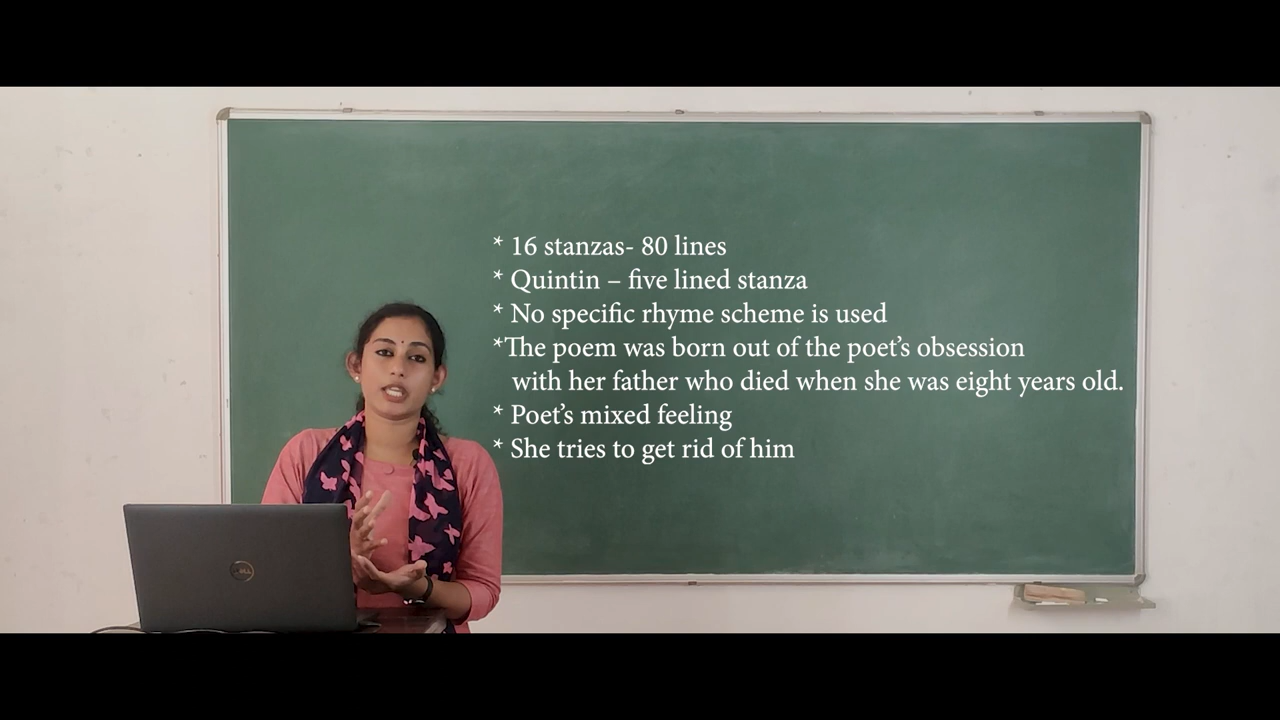 * 16 stanzas- 80 lines
* Quintin – five lined stanza
* No specific rhyme scheme is used
*The poem was born out of the poet's obsession
with her father who died when she was eight years old.
* Poet's mixed feeling
* She tries to get rid of him
DELL